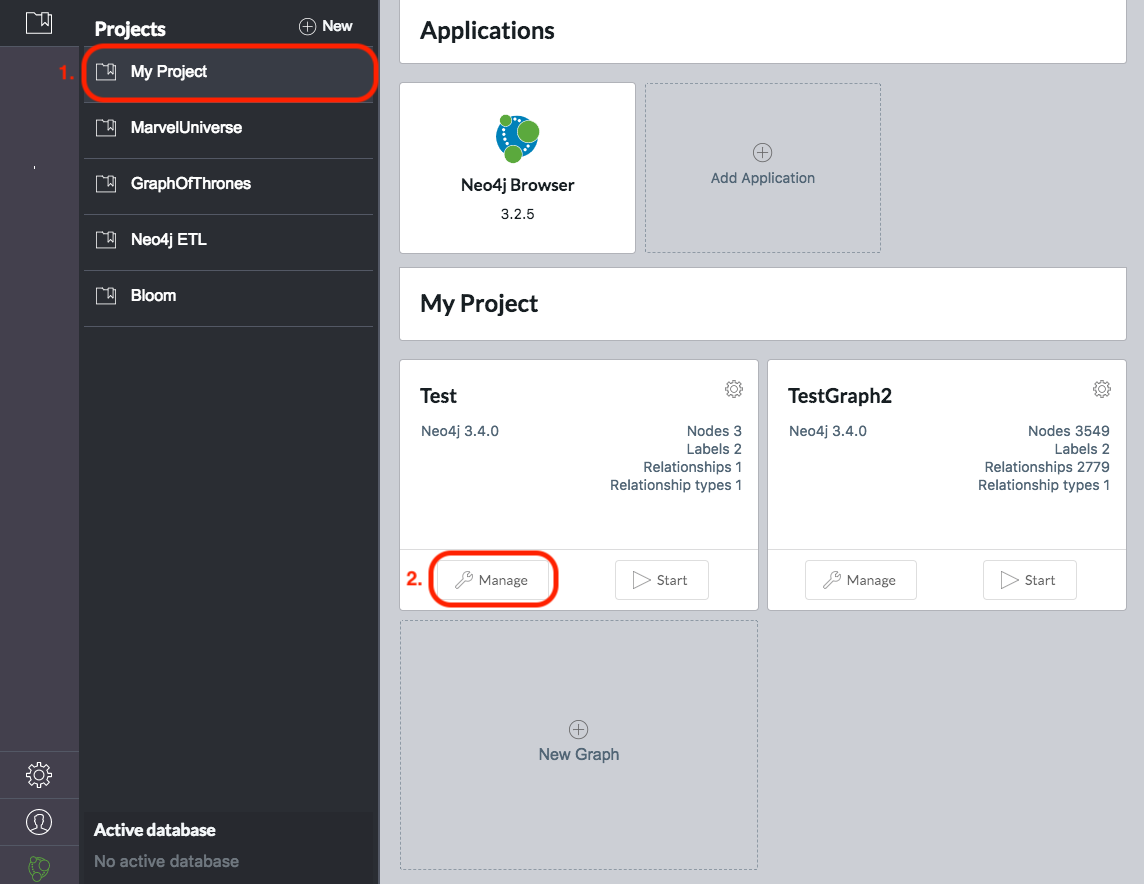 Projects
New
1.
My Project
MarvelUniverse
GraphOfThrones
Neo4j ETL
Bloom
Active database
No active database
Applications
Neo4j Browser
3.2.5
Add Application
My Project
Test
Neo4j 3.4.0
Nodes 3
Labels 2
Relationships 1
Relationship types 1
2.
Manage
Start
TestGraph2
Neo4j 3.4.0
Nodes 3549
Labels 2
Relationships 2779
Relationship types 1
Manage
Start
New Graph